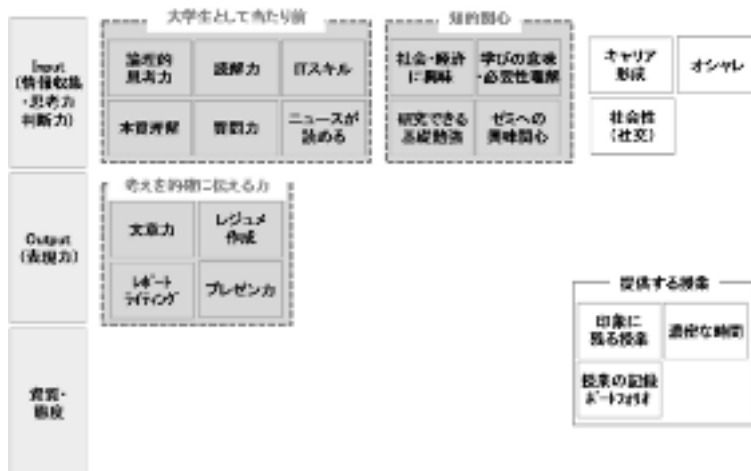 大学生として当たり前
知的関心
Input
(情報収集
・思考力
判断力)
論理的
思考力
読解力
ITスキル
社会・経済
に興味
学びの意味
・必要性理解
キャリア
形成
オシャレ
本質理解
質問力
ニュースが
読める
研究できる
基礎勉強
ゼミへの
興味関心
社会性
(社交)
考えを的確に伝える力
Output
(表現力)
文章力
レジュメ
作成
レポート
ライティング
プレゼン力
提供する授業
印象に
残る授業
濃密な時間
授業の記録
ポートフォリオ
資質・
態度